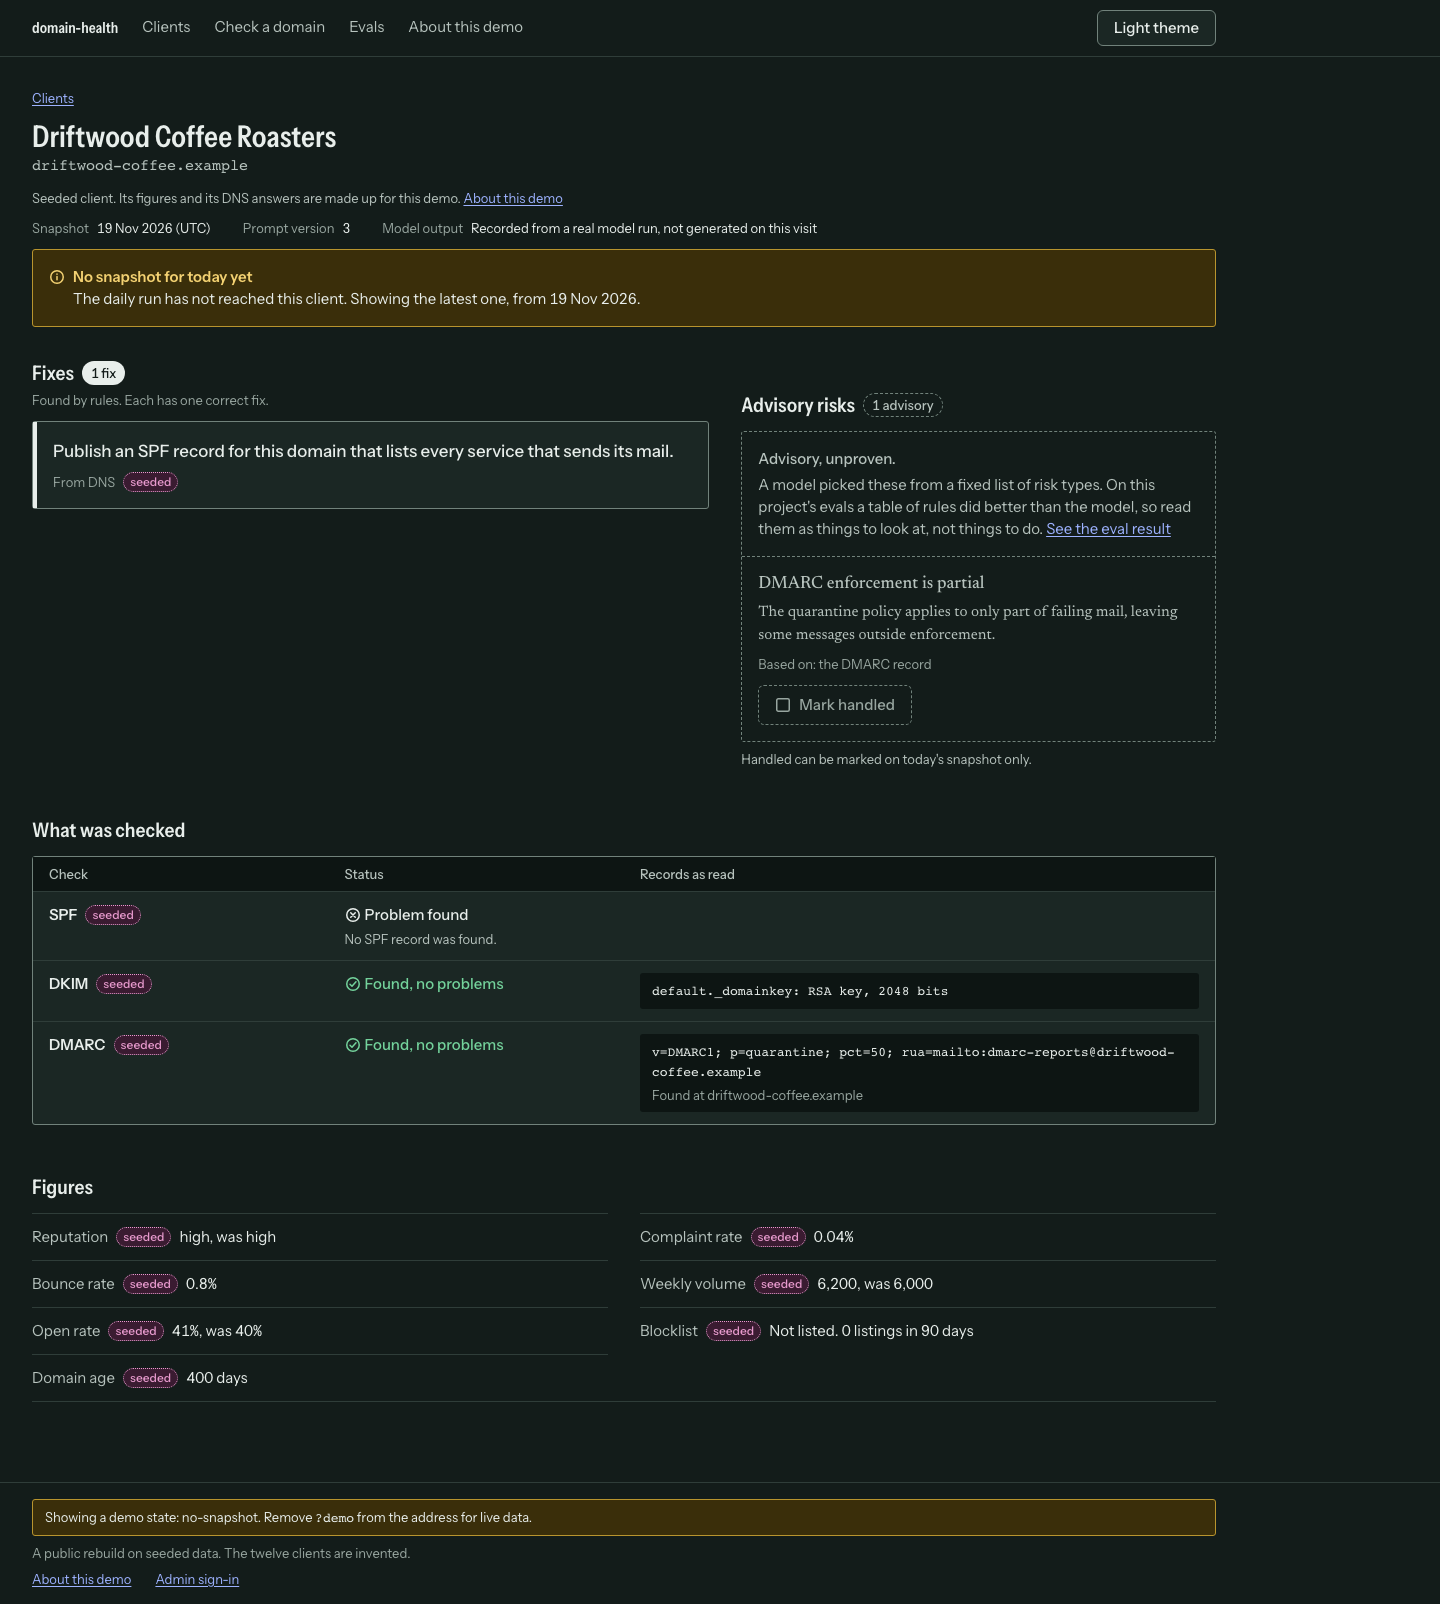 domain-health Clients Check a domain Evals About this demo Light theme
Clients
Driftwood Coffee Roasters
driftwood-coffee.example
Seeded client. Its figures and its DNS answers are made up for this demo. About this demo
Snapshot 19 Nov 2026 (UTC) Prompt version 3 Model output Recorded from a real model run, not generated on this visit
No snapshot for today yet
The daily run has not reached this client. Showing the latest one, from 19 Nov 2026.
Fixes 1 fix
Found by rules. Each has one correct fix.
Publish an SPF record for this domain that lists every service that sends its mail.
From DNS seeded
Advisory risks 1 advisory
Advisory, unproven.
A model picked these from a fixed list of risk types. On this
project's evals a table of rules did better than the model, so read
them as things to look at, not things to do. See the eval result
DMARC enforcement is partial
The quarantine policy applies to only part of failing mail, leaving
some messages outside enforcement.
Based on: the DMARC record
Mark handled
Handled can be marked on today's snapshot only.
What was checked
Check Status Records as read
SPF seeded Problem found
No SPF record was found.
DKIM seeded Found, no problems default._domainkey: RSA key, 2048 bits
DMARC seeded Found, no problems v=DMARC1; p=quarantine; pct=50; rua=mailto:dmarc-reports@driftwood-
coffee.example
Found at driftwood-coffee.example
Figures
Reputation seeded high, was high
Complaint rate seeded 0.04%
Bounce rate seeded 0.8%
Weekly volume seeded 6,200, was 6,000
Open rate seeded 41%, was 40%
Blocklist seeded Not listed. 0 listings in 90 days
Domain age seeded 400 days
Showing a demo state: no-snapshot. Remove ?demo from the address for live data.
A public rebuild on seeded data. The twelve clients are invented.
About this demo Admin sign-in